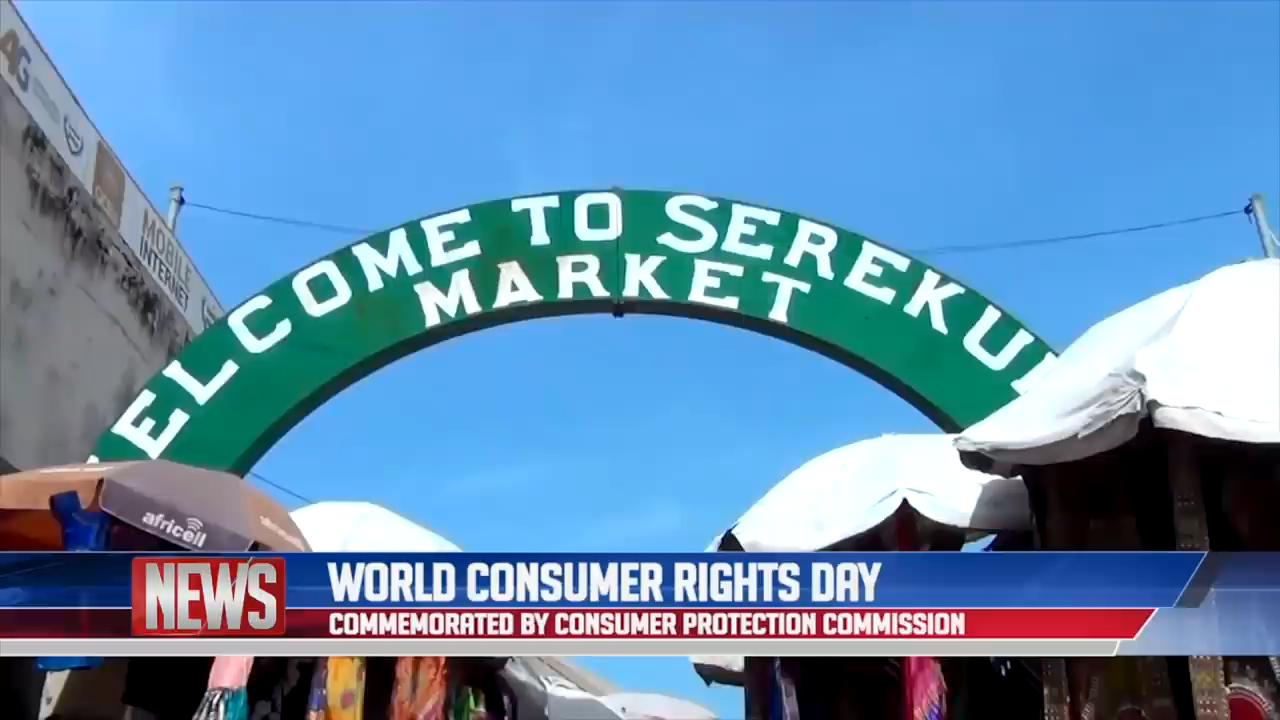 4G
MOBILE
INTERNET
ELCOME TO SEREKU
MARKET
africell
NEWS
WORLD CONSUMER RIGHTS DAY
COMMEMORATED BY CONSUMER PROTECTION COMMISSION